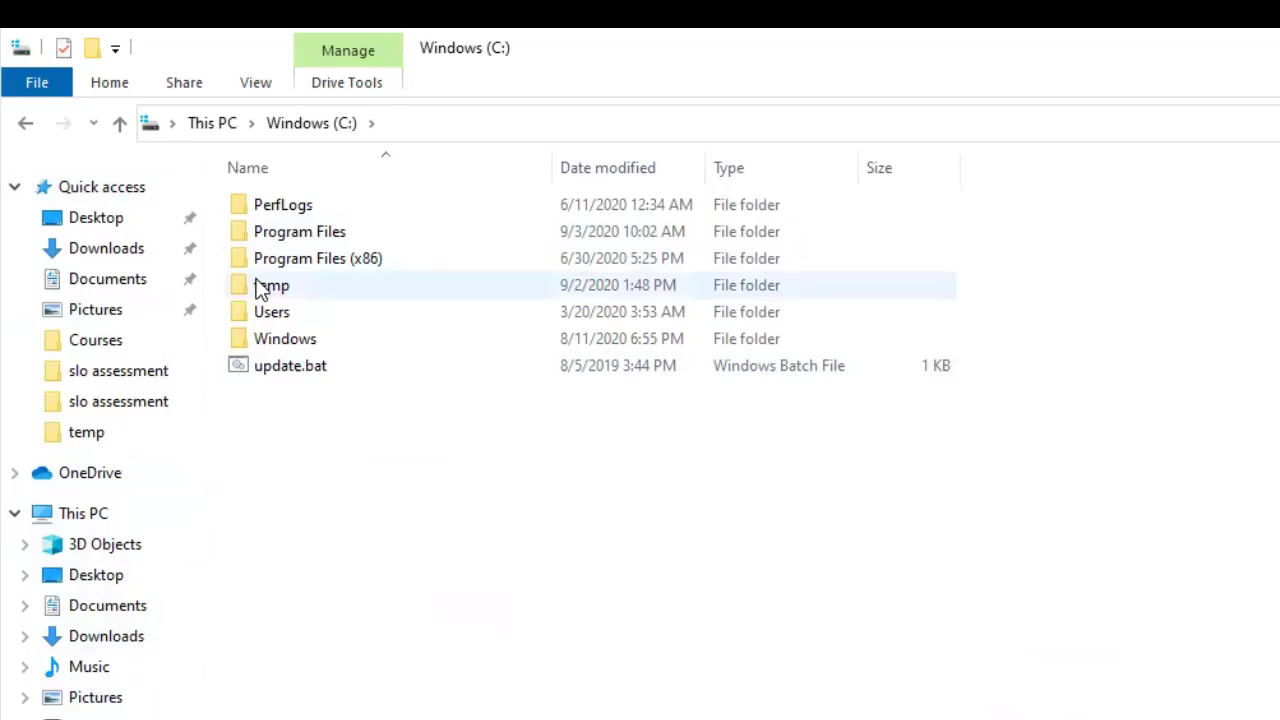 Manage
Windows (C:)
File
Home
Share
View
Drive Tools
This PC
Windows (C:)
Name
Date modified
Type
Size
Quick access
Desktop
Downloads
Documents
Pictures
Courses
slo assessment
slo assessment
temp
OneDrive
This PC
3D Objects
Desktop
Documents
Downloads
Music
Pictures
PerfLogs 6/11/2020 12:34 AM File folder
Program Files 9/3/2020 10:02 AM File folder
Program Files (x86) 6/30/2020 5:25 PM File folder
temp 9/2/2020 1:48 PM File folder
Users 3/20/2020 3:53 AM File folder
Windows 8/11/2020 6:55 PM File folder
update.bat 8/5/2019 3:44 PM Windows Batch File 1 KB